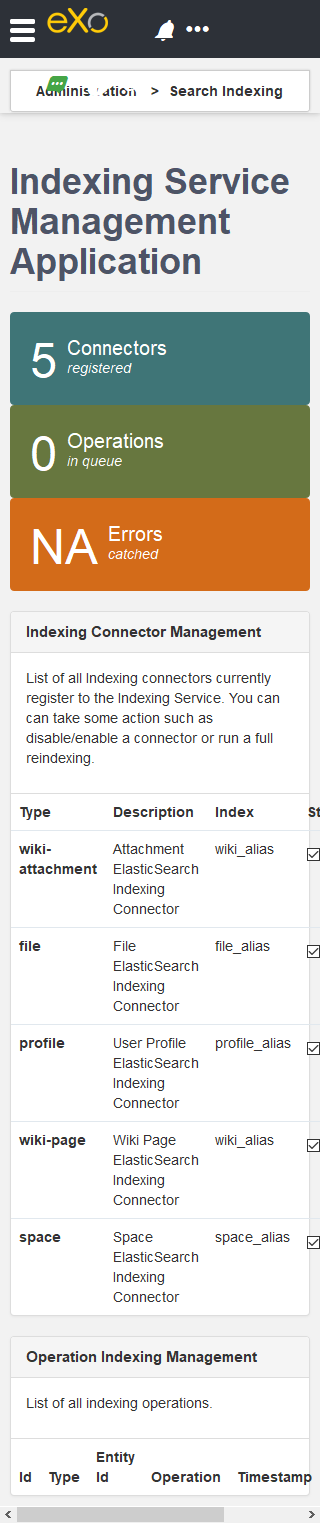 eXo
Adminis ation > Search Indexing
Indexing Service
Management
Application
5 Connectors
registered
0 Operations
in queue
NA Errors
catched
Indexing Connector Management
List of all Indexing connectors currently
register to the Indexing Service. You can
can take some action such as
disable/enable a connector or run a full
reindexing.
Type Description Index St
wiki-attachment Attachment ElasticSearch Indexing Connector wiki_alias
file File ElasticSearch Indexing Connector file_alias
profile User Profile ElasticSearch Indexing Connector profile_alias
wiki-page Wiki Page ElasticSearch Indexing Connector wiki_alias
space Space ElasticSearch Indexing Connector space_alias
Operation Indexing Management
List of all indexing operations.
Id Type Entity Id Operation Timestamp